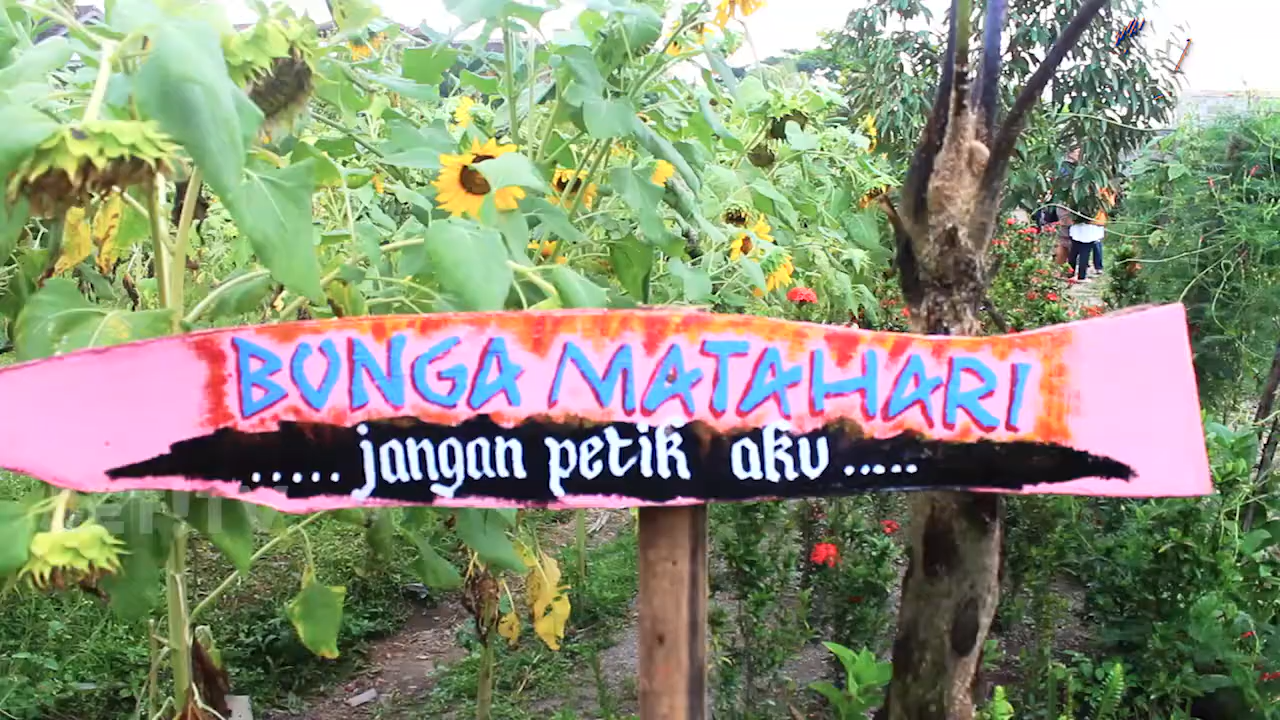 BUNGA MATAHARI
..... jangan petik aku .....